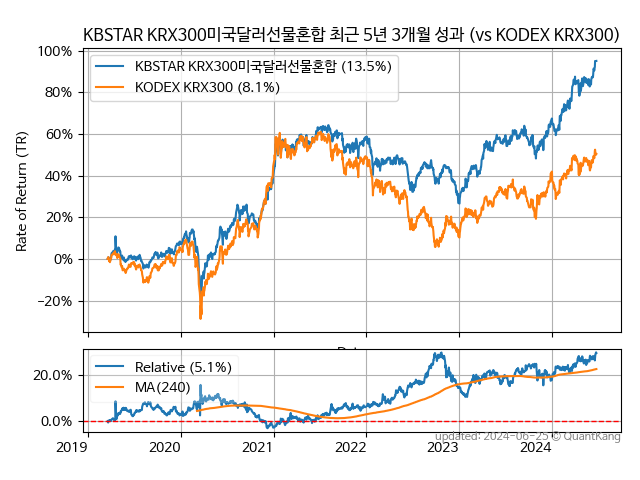 KBSTAR KRX300미국달러선물혼합 최근 5년 3개월 성과 (vs KODEX KRX300)
Rate of Return (TR)
100%
80%
60%
40%
20%
0%
−20%
KBSTAR KRX300미국달러선물혼합 (13.5%)
KODEX KRX300 (8.1%)
20.0%
0.0%
Relative (5.1%)
MA(240)
2019 2020 2021 2022 2023 2024
updated: 2024-06-25 © QuantKang